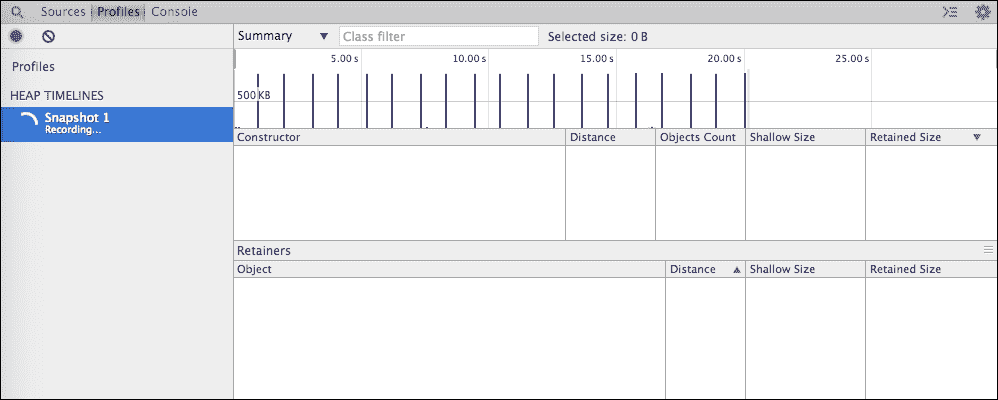 Sources Profiles Console
Summary ▼ Class filter Selected size: 0 B
Profiles
5.00 s 10.00 s 15.00 s 20.00 s 25.00 s
HEAP TIMELINES
500 KB
Snapshot 1
Recording...
Constructor Distance Objects Count Shallow Size Retained Size ▼
Retainers
Object Distance ▲ Shallow Size Retained Size